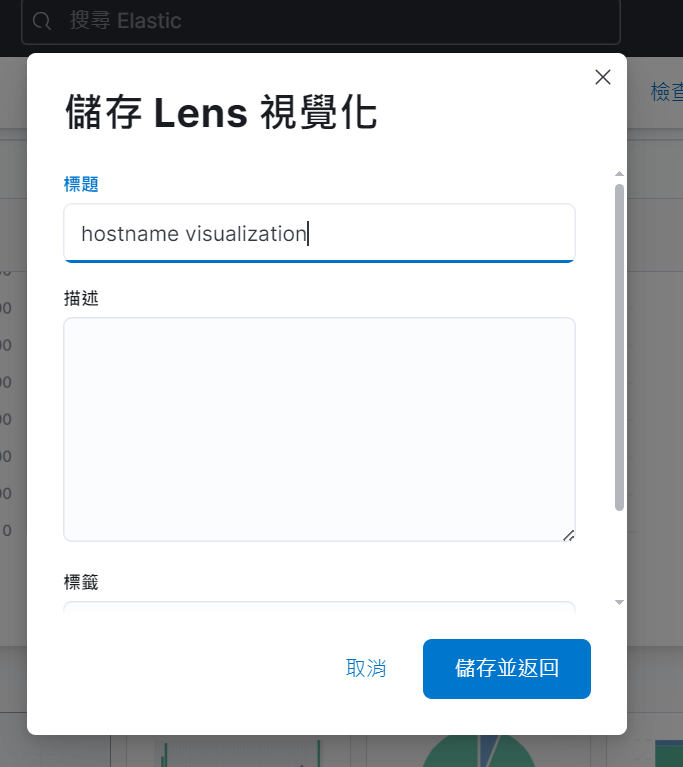 搜尋 Elastic
檢查
儲存 Lens 視覺化
標題
hostname visualization
描述
標籤
0
取消
儲存並返回